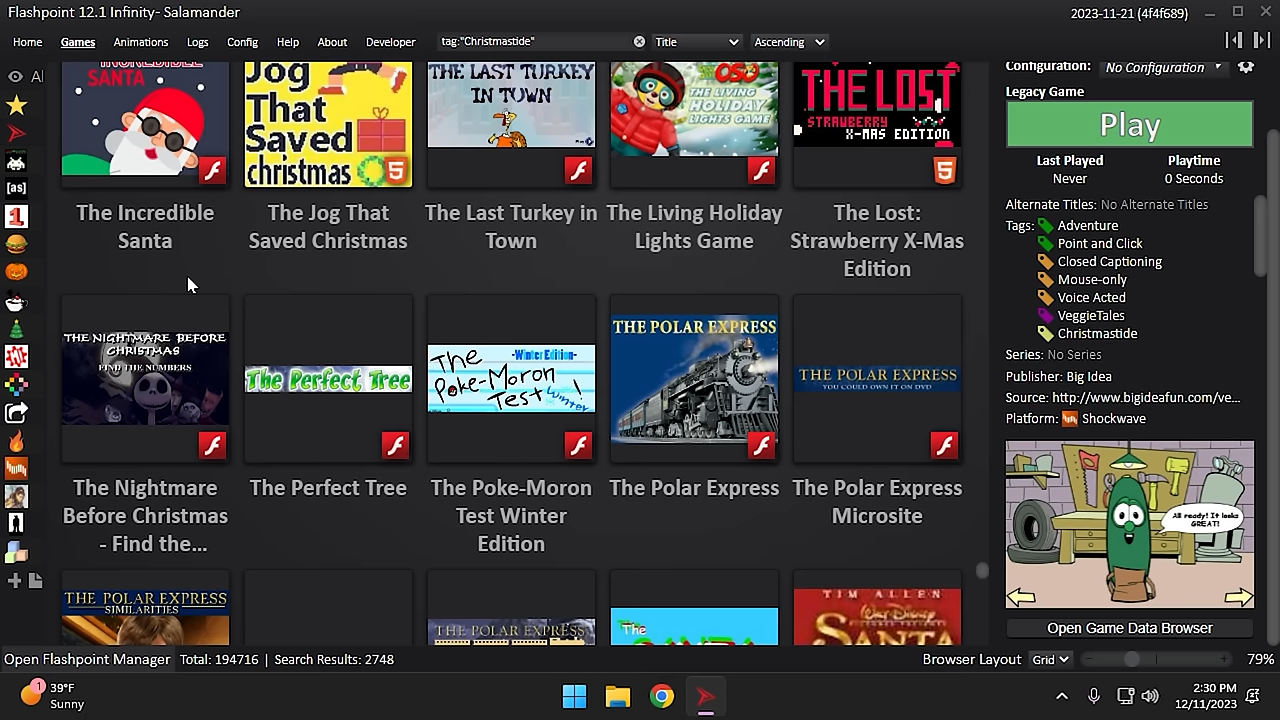 Flashpoint 12.1 Infinity- Salamander
2023-11-21 (4f4f689)
Home Games Animations Logs Config Help About Developer tag:"Christmastide" Title Ascending
Al
INCREDIBLE
SANTA
Jog
That
Saved
christmas
THE LAST TURKEY
IN TOWN
OSO
THE LIVING
HOLIDAY
LIGHTS GAME
THE LOST
STRAWBERRY
X-MAS EDITION
The Incredible
Santa
The Jog That
Saved Christmas
The Last Turkey in
Town
The Living Holiday
Lights Game
The Lost:
Strawberry X-Mas
Edition
THE NIGHTMARE BEFORE
CHRISTMAS
FIND THE NUMBERS
The Perfect Tree
The
-Winter Edition-
Poke-Moron
Test!
Winter
THE POLAR EXPRESS
THE POLAR EXPRESS
YOU COULD OWN IT ON DVD
The Nightmare
Before Christmas
- Find the...
The Perfect Tree
The Poke-Moron
Test Winter
Edition
The Polar Express
The Polar Express
Microsite
THE POLAR EXPRESS
SIMILARITIES
THE POLAR EXPRESS
The
SANTA
TIM ALLEN
Walt Disney
SANTA
Configuration: No Configuration
Legacy Game
Play
Last Played Playtime
Never 0 Seconds
Alternate Titles: No Alternate Titles
Tags: Adventure
Point and Click
Closed Captioning
Mouse-only
Voice Acted
VeggieTales
Christmastide
Series: No Series
Publisher: Big Idea
Source: http://www.bigideafun.com/ve...
Platform: Shockwave
All ready! It looks
GREAT!
Open Game Data Browser
Open Flashpoint Manager Total: 194716 | Search Results: 2748
Browser Layout Grid 79%
1
39°F
Sunny
2:30 PM
12/11/2023